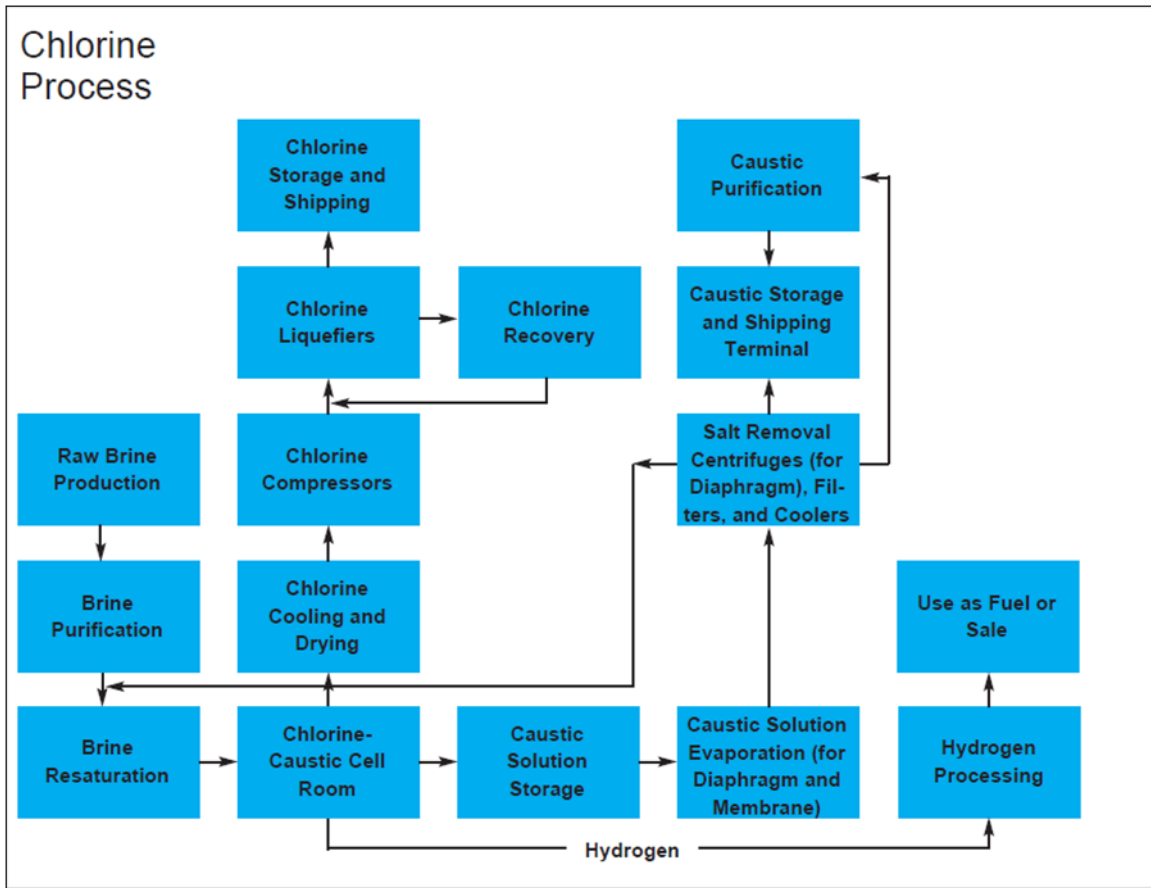 Chlorine
Process
Chlorine
Storage and
Shipping
Caustic
Purification
Chlorine
Liquefiers
Chlorine
Recovery
Caustic Storage
and Shipping
Terminal
Raw Brine
Production
Chlorine
Compressors
Salt Removal
Centrifuges (for
Diaphragm), Fil-
ters, and Coolers
Brine
Purification
Chlorine
Cooling and
Drying
Use as Fuel or
Sale
Brine
Resaturation
Chlorine-
Caustic Cell
Room
Caustic
Solution
Storage
Caustic Solution
Evaporation (for
Diaphragm and
Membrane)
Hydrogen
Processing
Hydrogen